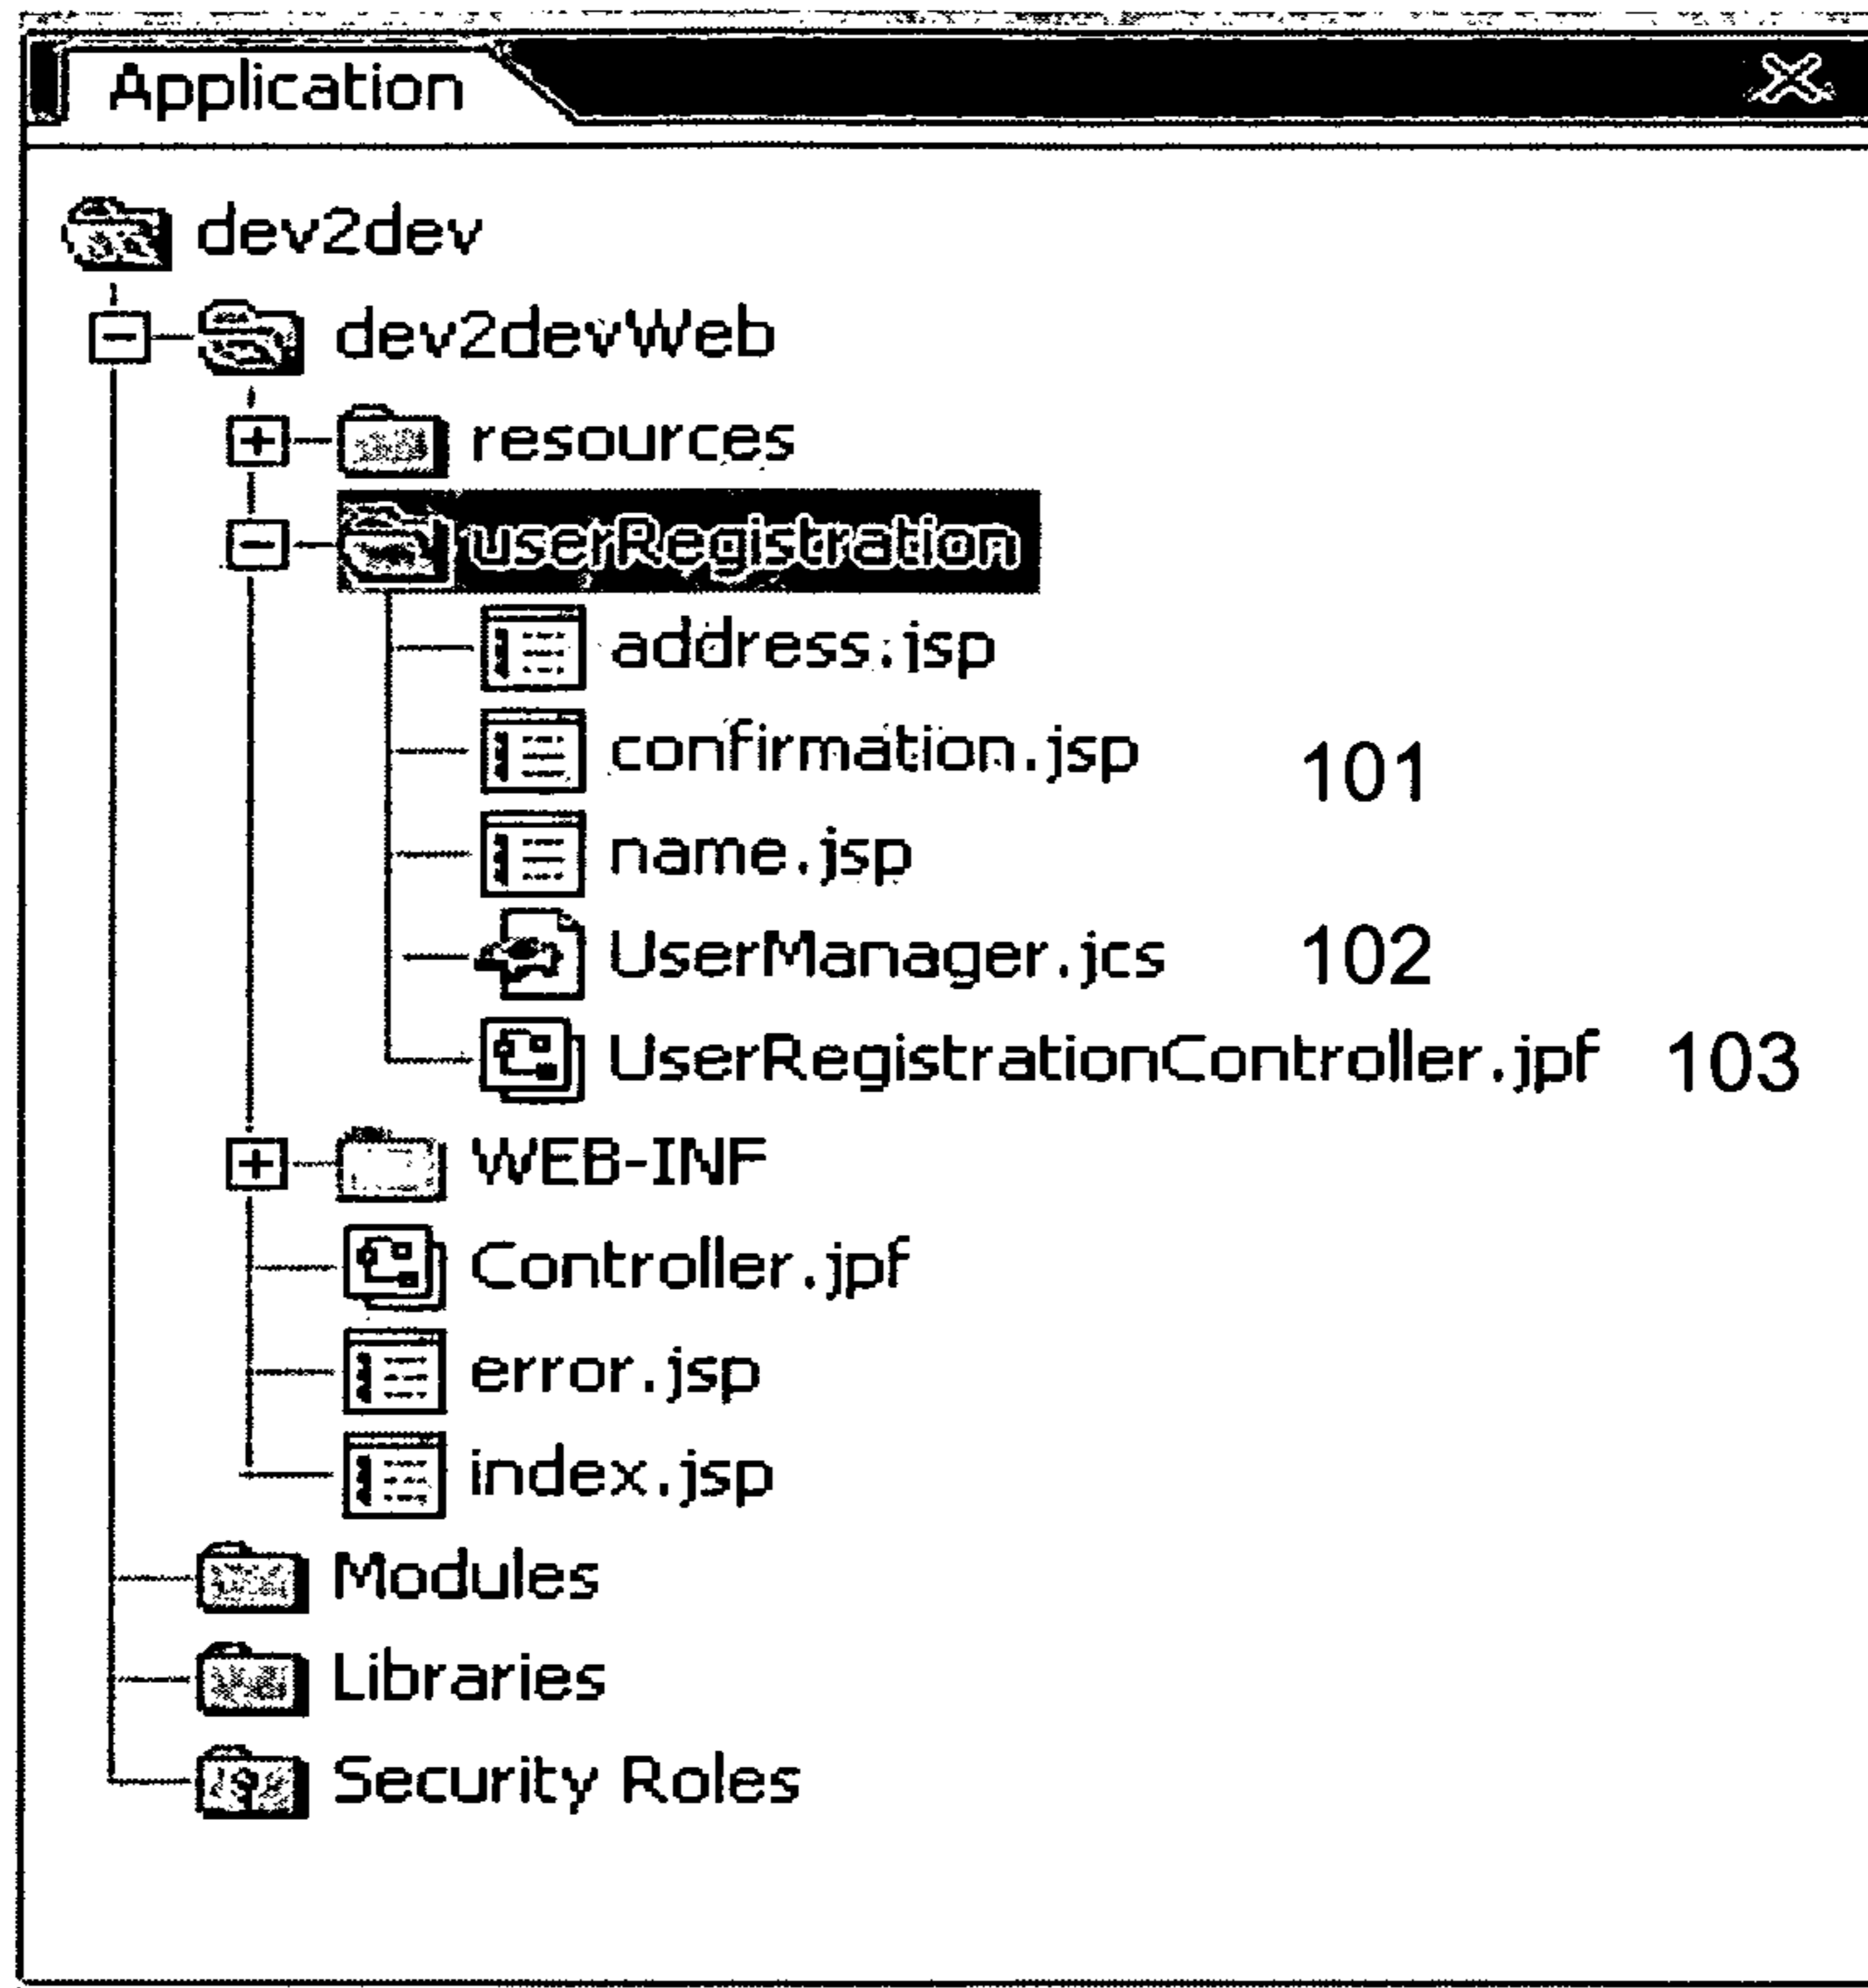 Application
dev2dev
dev2devWeb
resources
userRegistration
address.jsp
confirmation.jsp 101
name.jsp
UserManager.jcs 102
UserRegistrationController.jpf 103
WEB-INF
Controller.jpf
error.jsp
index.jsp
Modules
Libraries
Security Roles